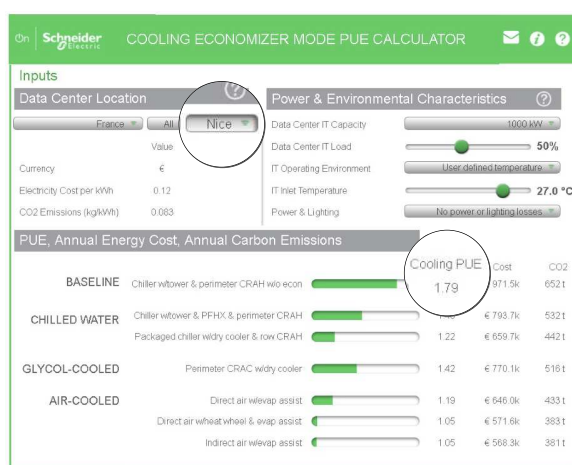 On Schneider Electric COOLING ECONOMIZER MODE PUE CALCULATOR
Inputs
Data Center Location
Power & Environmental Characteristics
France All Nice
Value
Currency €
Electricity Cost per kWh 0.12
CO2 Emissions (kg/kWh) 0.083
Data Center IT Capacity 1000 kW
Data Center IT Load 50%
IT Operating Environment User defined temperature
IT Inlet Temperature 27.0 °C
Power & Lighting No power or lighting losses
PUE, Annual Energy Cost, Annual Carbon Emissions
Cooling PUE Cost CO2
BASELINE Chiller w/tower & perimeter CRAH w/o econ 1.79 971.5k 652 t
CHILLED WATER Chiller w/tower & PFHX & perimeter CRAH € 793.7k 532 t
Packaged chiller w/dry cooler & row CRAH 1.22 € 659.7k 442 t
GLYCOL-COOLED Perimeter CRAC w/dry cooler 1.42 € 770.1k 516 t
AIR-COOLED Direct air w/evap assist 1.19 € 646.0k 433 t
Direct air w/heat wheel & evap assist 1.05 € 571.6k 383 t
Indirect air w/evap assist 1.05 € 568.3k 381 t